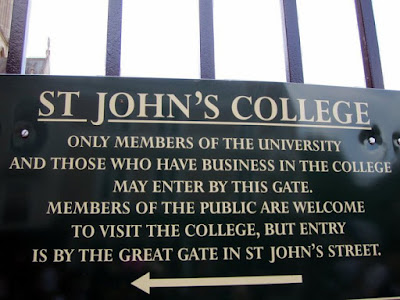 ST JOHN'S COLLEGE
ONLY MEMBERS OF THE UNIVERSITY
AND THOSE WHO HAVE BUSINESS IN THE COLLEGE
MAY ENTER BY THIS GATE.
MEMBERS OF THE PUBLIC ARE WELCOME
TO VISIT THE COLLEGE, BUT ENTRY
IS BY THE GREAT GATE IN ST JOHN'S STREET.